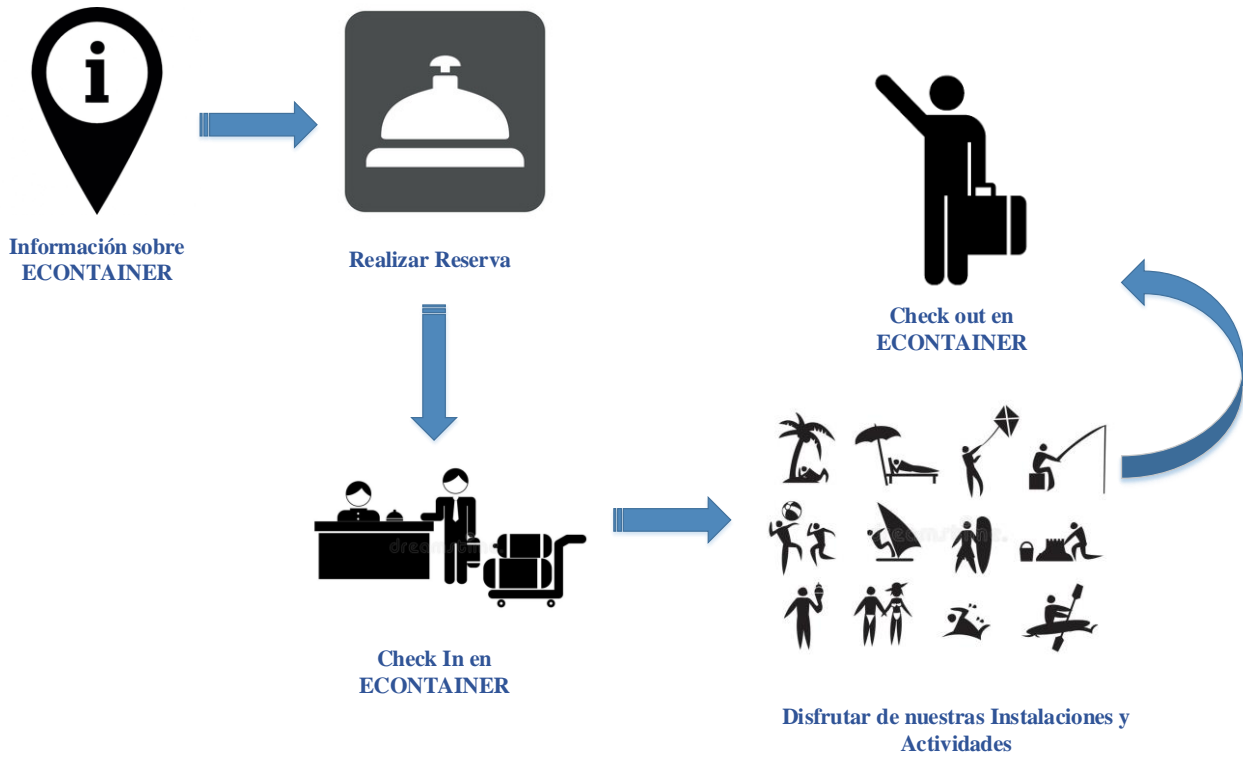 Información sobre
ECONTAINER
Realizar Reserva
Check In en
ECONTAINER
Disfrutar de nuestras Instalaciones y
Actividades
Check out en
ECONTAINER